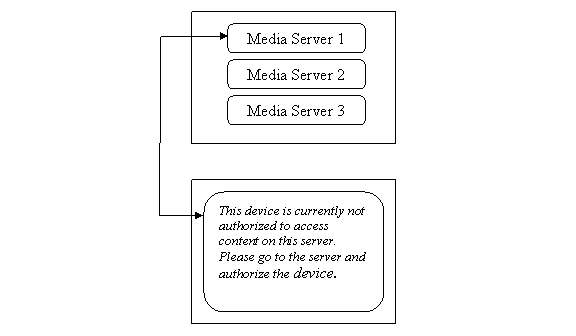 Media Server 1
Media Server 2
Media Server 3
This device is currently not
authorized to access
content on this server.
Please go to the server and
authorize the device.